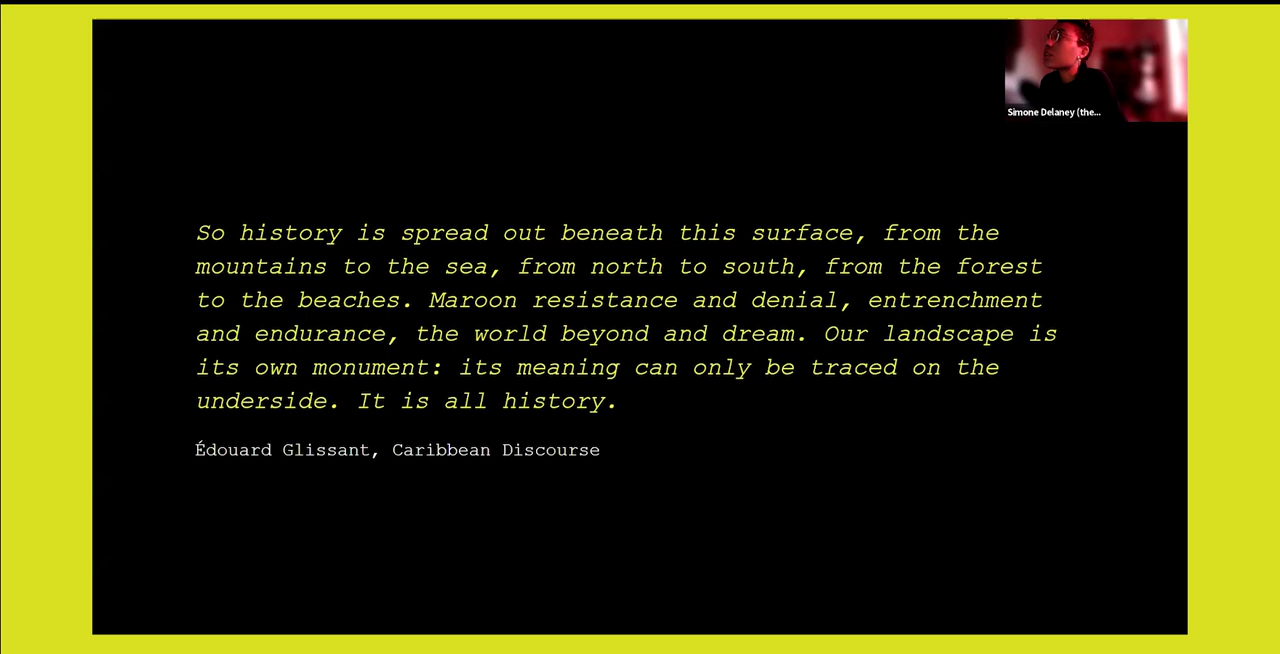 Simone Delaney (the...
So history is spread out beneath this surface, from the
mountains to the sea, from north to south, from the forest
to the beaches. Maroon resistance and denial, entrenchment
and endurance, the world beyond and dream. Our landscape is
its own monument: its meaning can only be traced on the
underside. It is all history.
Édouard Glissant, Caribbean Discourse